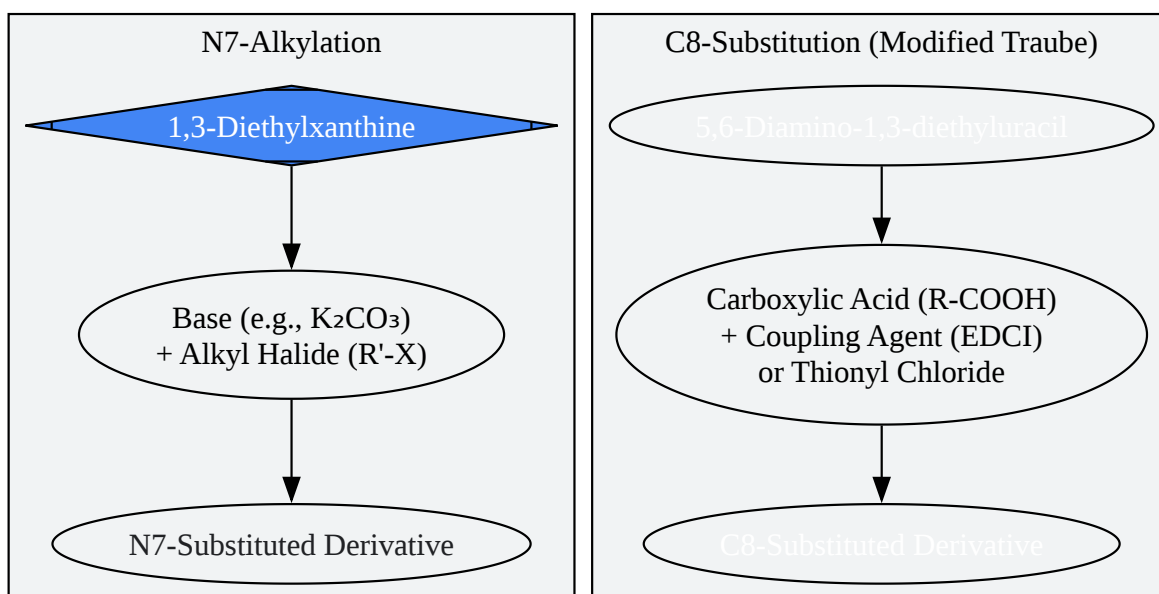 N7-Alkylation
1,3-Diethylxanthine
Base (e.g., K₂CO₃)
+ Alkyl Halide (R'-X)
N7-Substituted Derivative
C8-Substitution (Modified Traube)
5,6-Diamino-1,3-diethyluracil
Carboxylic Acid (R-COOH)
+ Coupling Agent (EDCI)
or Thionyl Chloride
C8-Substituted Derivative